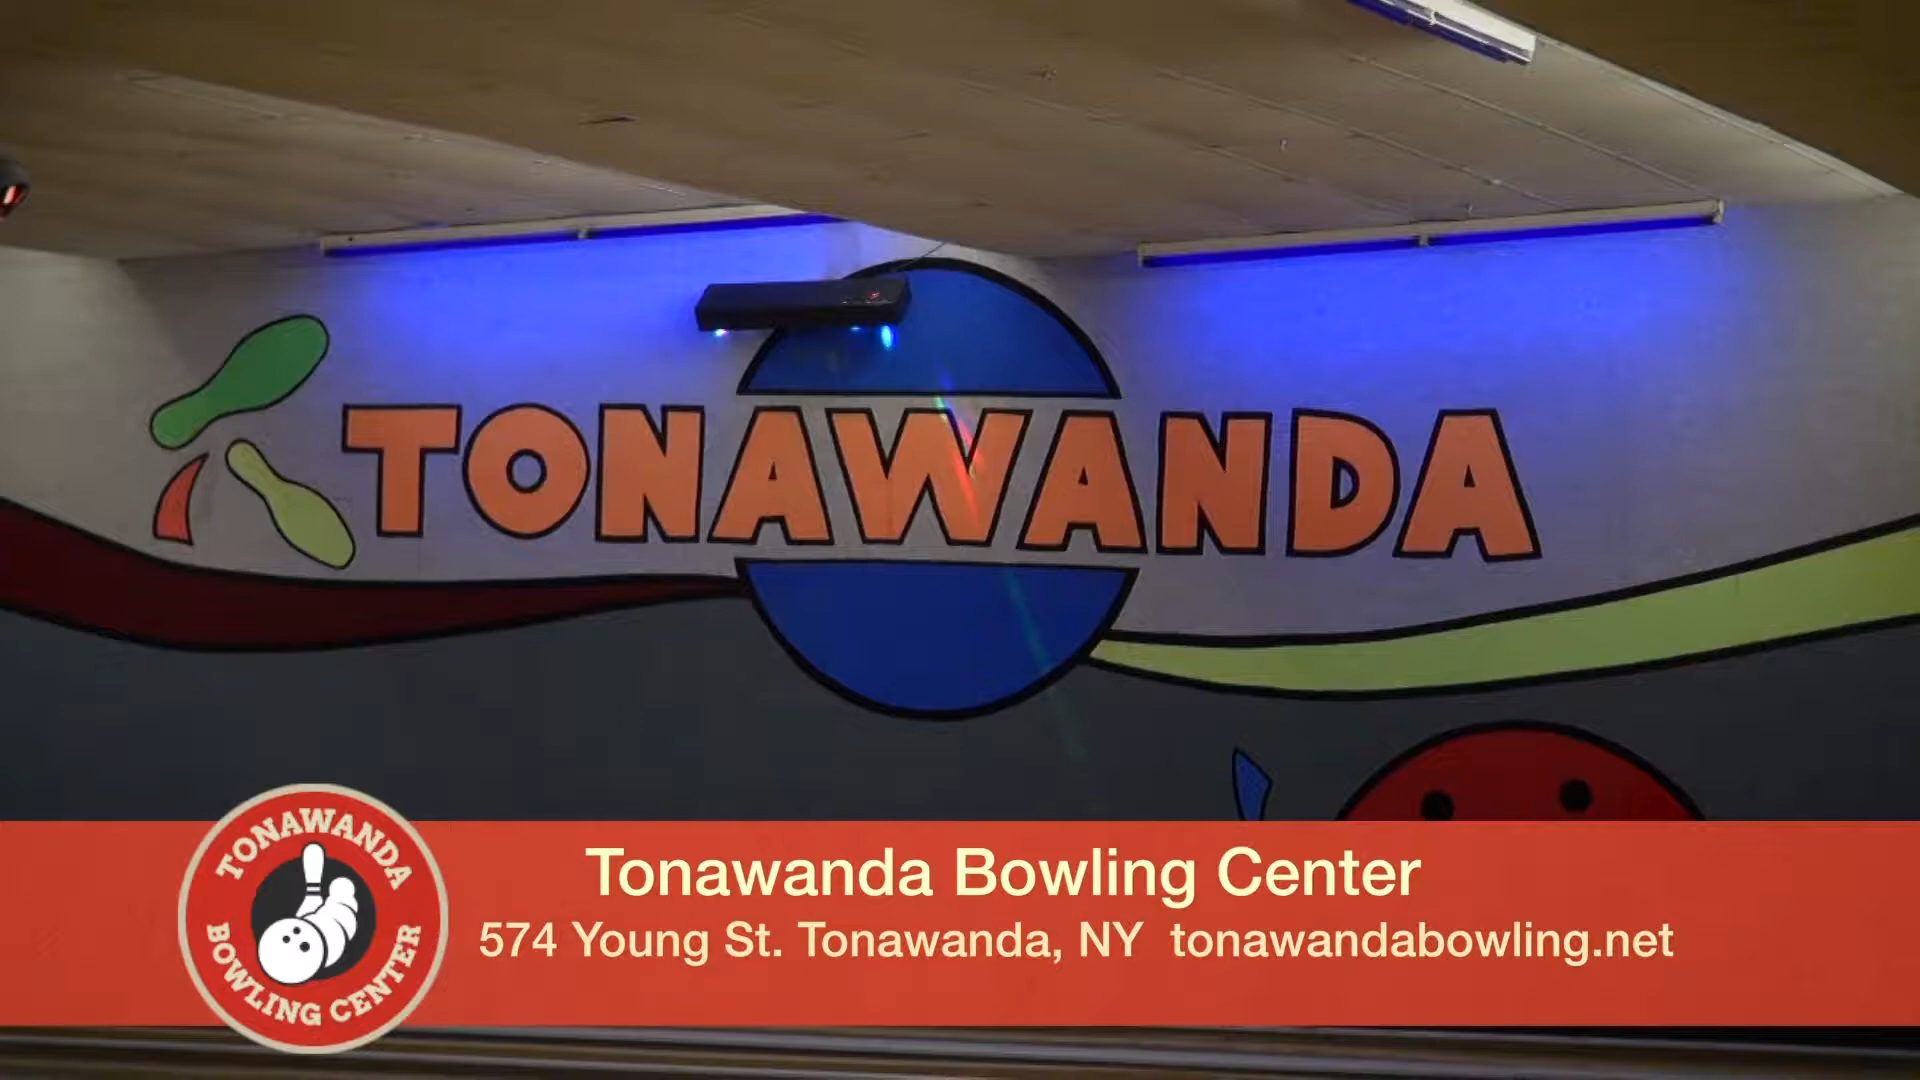 TONAWANDA
TONAWANDA
BOWLING CENTER
Tonawanda Bowling Center
574 Young St. Tonawanda, NY tonawandabowling.net